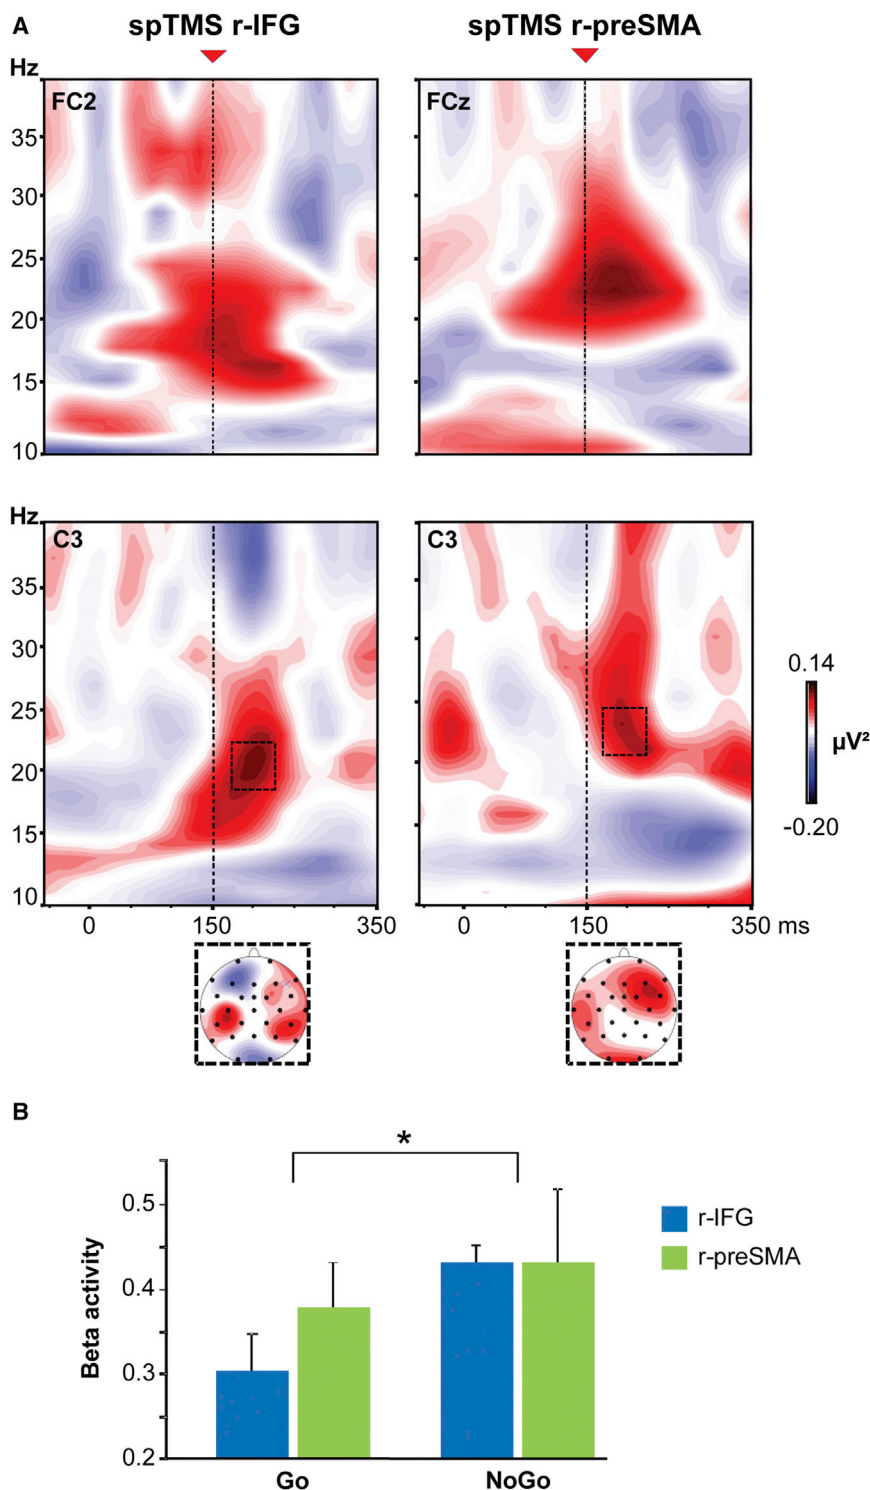 A
spTMS r-IFG
spTMS r-preSMA
Hz
FC2
FCz
35
30
25
20
15
10
Hz
C3
C3
35
30
25
20
15
10
0
150
350
0
150
350 ms
0.14
µV²
-0.20
B
*
Beta activity
0.5
0.4
0.3
0.2
Go
NoGo
r-IFG
r-preSMA